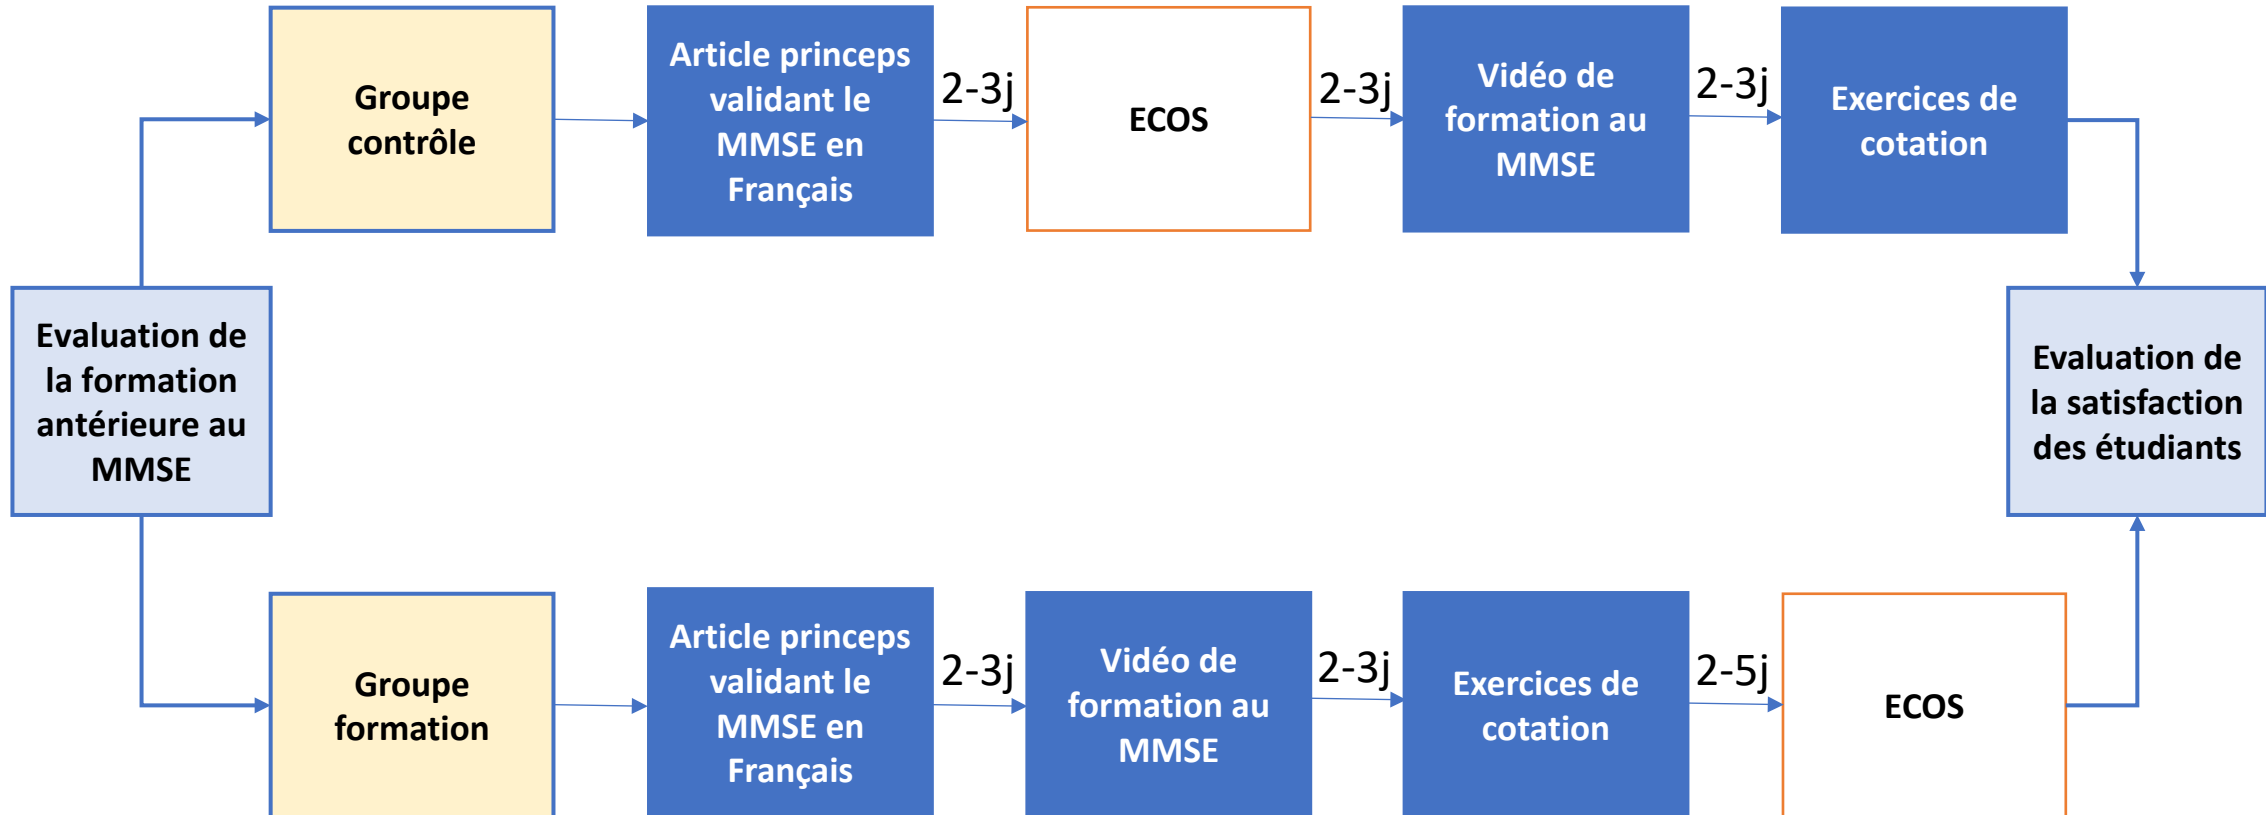 Evaluation de
la formation
antérieure au
MMSE
Groupe
contrôle
Article princeps
validant le
MMSE en
Français
2-3j
ECOS
2-3j
Vidéo de
formation au
MMSE
2-3j
Exercices de
cotation
Groupe
formation
Article princeps
validant le
MMSE en
Français
2-3j
Vidéo de
formation au
MMSE
2-3j
Exercices de
cotation
2-5j
ECOS
Evaluation de
la satisfaction
des étudiants